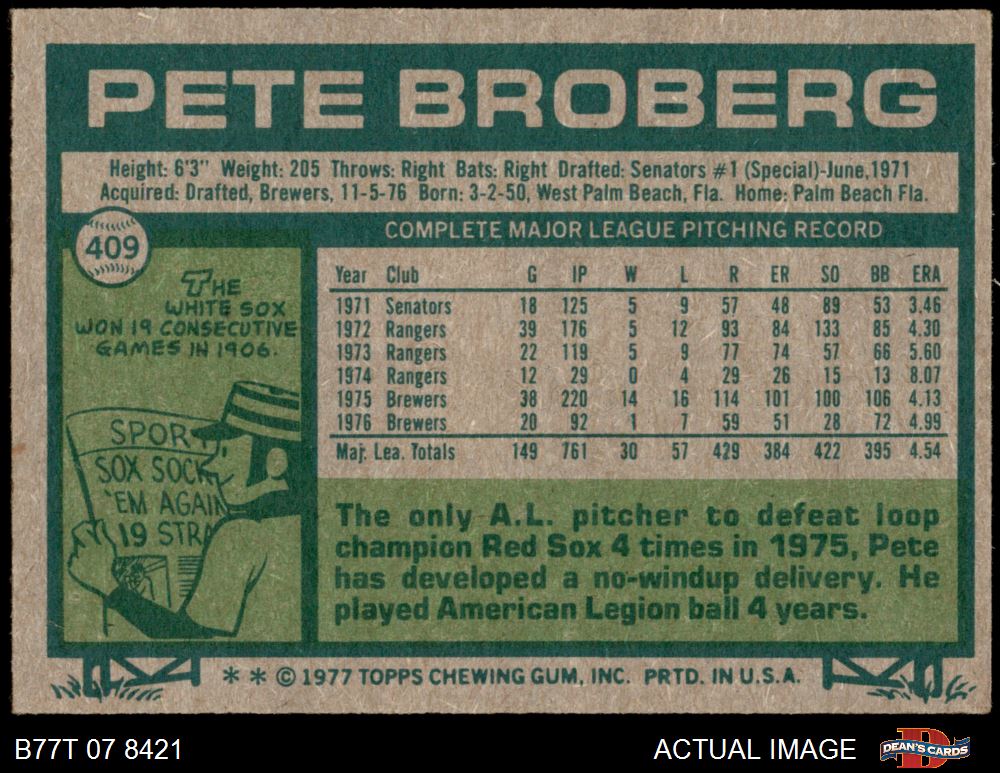 PETE BROBERG
Height: 6'3" Weight: 205 Throws: Right Bats: Right Drafted: Senators #1 (Special)-June,1971
Acquired: Drafted, Brewers, 11-5-76 Born: 3-2-50, West Palm Beach, Fla. Home: Palm Beach Fla.
409
THE
WHITE SOX
WON 19 CONSECUTIVE
GAMES IN 1906.
SPOR
SOX SOCK
'EM AGAIN
19 STRA
COMPLETE MAJOR LEAGUE PITCHING RECORD
Year Club G IP W L R ER SO BB ERA
1971 Senators 18 125 5 9 57 48 89 53 3.46
1972 Rangers 39 176 5 12 93 84 133 85 4.30
1973 Rangers 22 119 5 9 77 74 57 66 5.60
1974 Rangers 12 29 0 4 29 26 15 13 8.07
1975 Brewers 38 220 14 16 114 101 100 106 4.13
1976 Brewers 20 92 1 7 59 51 28 72 4.99
Maj. Lea. Totals 149 761 30 57 429 384 422 395 4.54
The only A.L. pitcher to defeat loop
champion Red Sox 4 times in 1975, Pete
has developed a no-windup delivery. He
played American Legion ball 4 years.
* * © 1977 TOPPS CHEWING GUM, INC. PRTD. IN U.S.A.
B77T 07 8421
ACTUAL IMAGE
DEAN'S CARDS